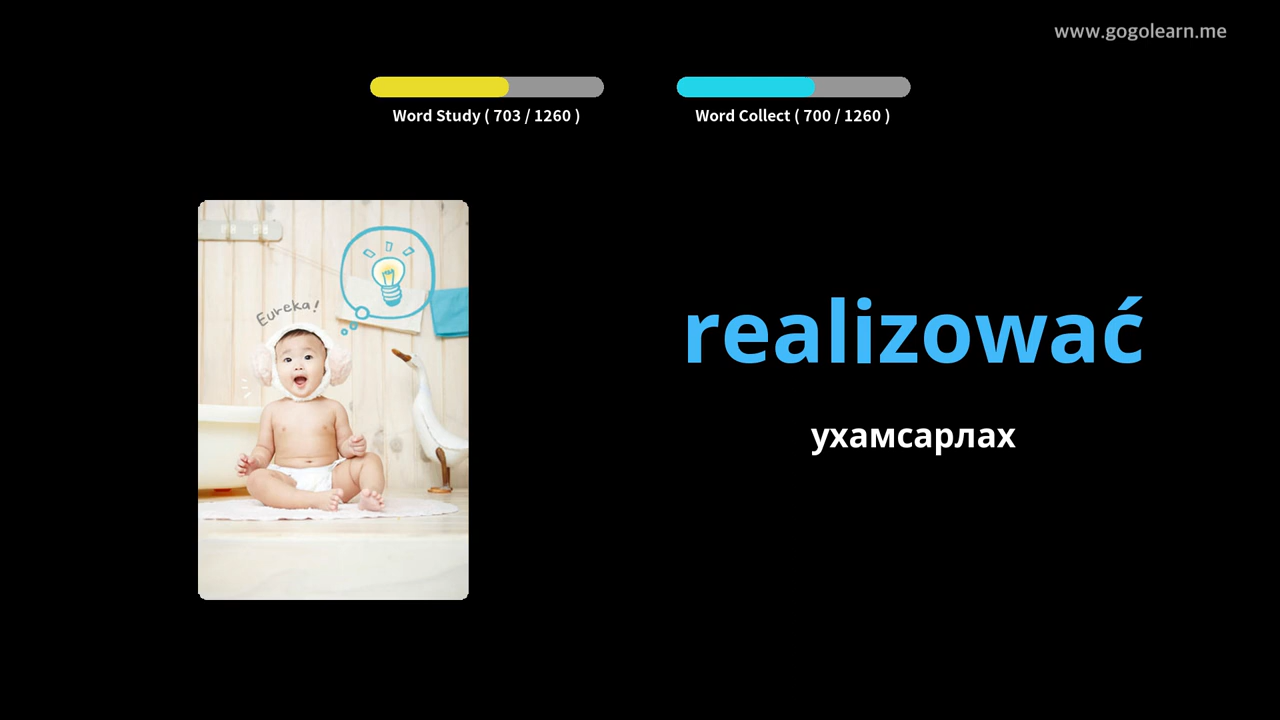 www.gogolearn.me
Word Study ( 703 / 1260 )
Word Collect ( 700 / 1260 )
Eureka!
realizować
ухамсарлах